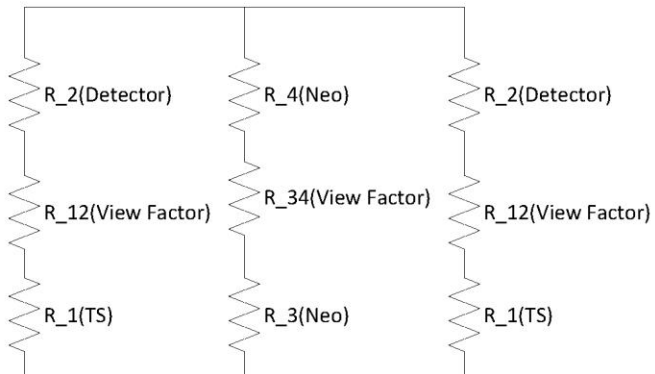 R_2(Detector)
R_4(Neo)
R_2(Detector)
R_12(View Factor)
R_34(View Factor)
R_12(View Factor)
R_1(TS)
R_3(Neo)
R_1(TS)